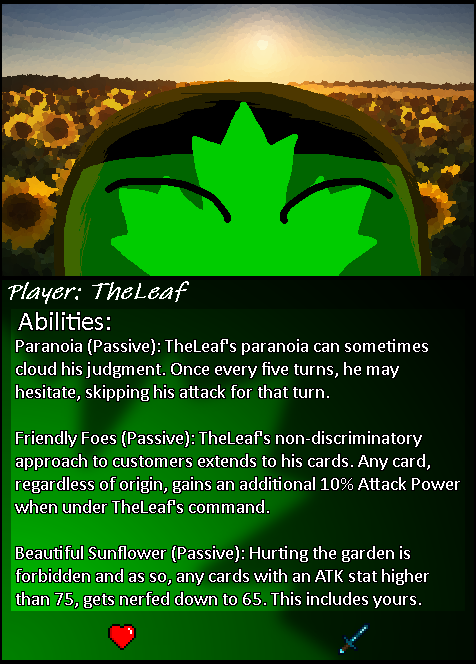 Player: TheLeaf
Abilities:
Paranoia (Passive): TheLeaf's paranoia can sometimes
cloud his judgment. Once every five turns, he may
hesitate, skipping his attack for that turn.
Friendly Foes (Passive): TheLeaf's non-discriminatory
approach to customers extends to his cards. Any card,
regardless of origin, gains an additional 10% Attack Power
when under TheLeaf's command.
Beautiful Sunflower (Passive): Hurting the garden is
forbidden and as so, any cards with an ATK stat higher
than 75, gets nerfed down to 65. This includes yours.